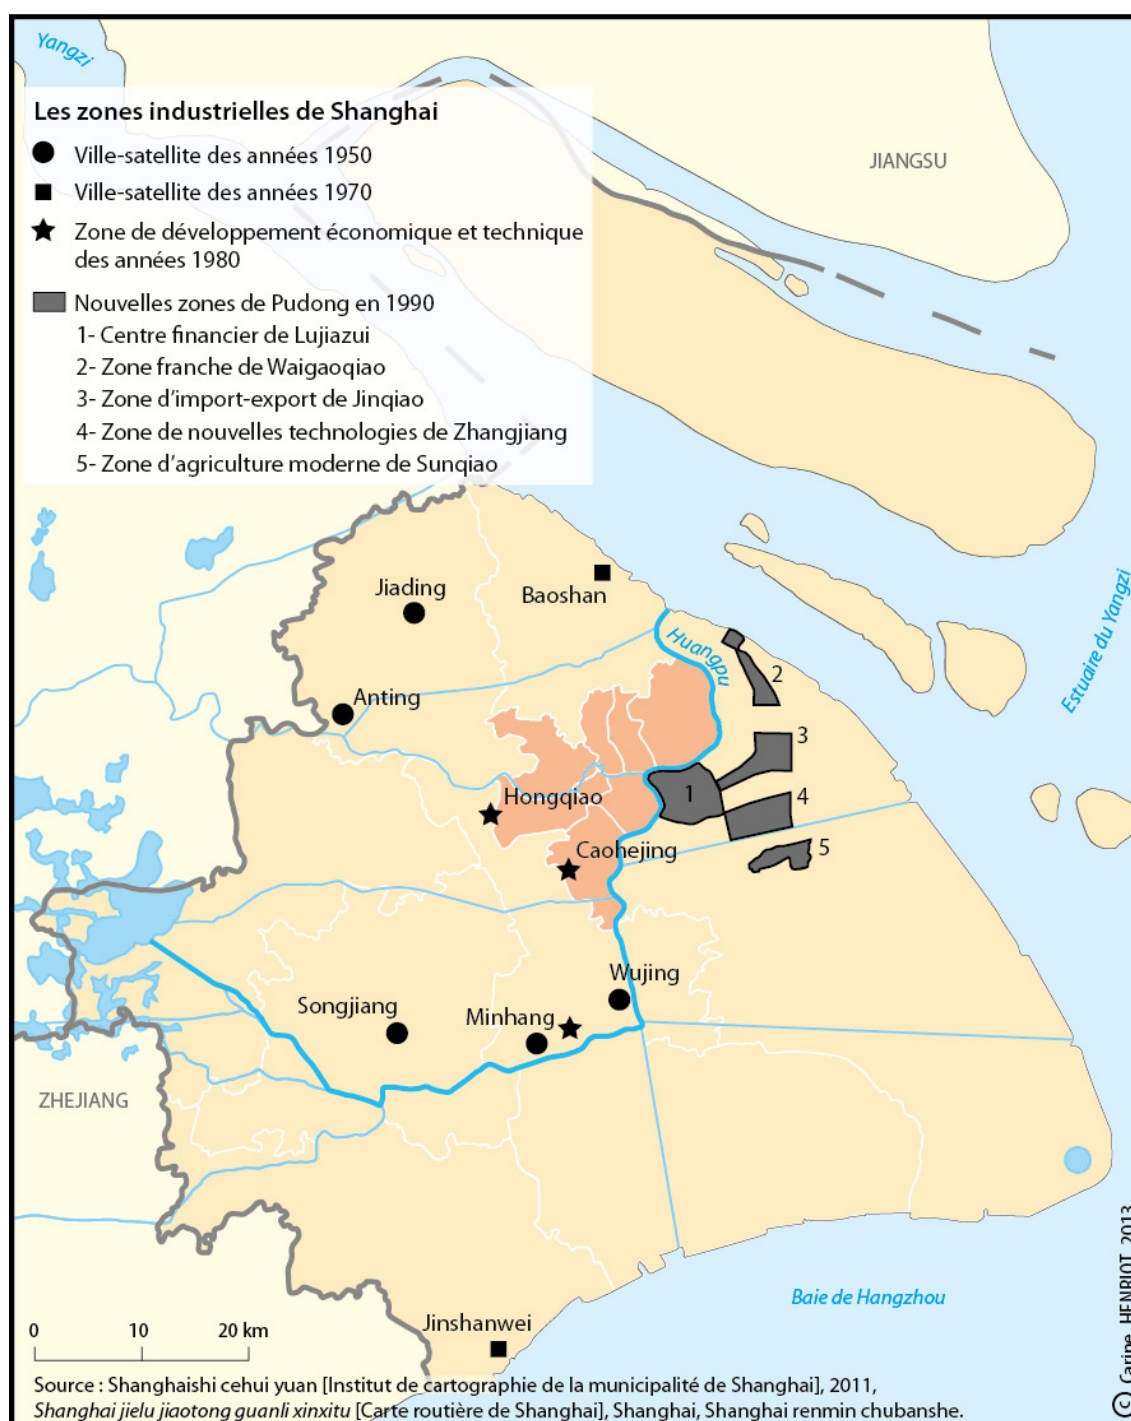 Yangzi
Les zones industrielles de Shanghai
Ville-satellite des années 1950
Ville-satellite des années 1970
Zone de développement économique et technique
des années 1980
Nouvelles zones de Pudong en 1990
1- Centre financier de Lujiazui
2- Zone franche de Waigaoqiao
3- Zone d'import-export de Jinqiao
4- Zone de nouvelles technologies de Zhangjiang
5- Zone d'agriculture moderne de Sunqiao
JIANGSU
Jiading
Baoshan
Huangpu
2
Estuaire du Yangzi
Anting
3
Hongqiao
1
4
Caohejing
5
Wujing
Songjiang
Minhang
ZHEJIANG
Baie de Hangzhou
Jinshanwei
0 10 20 km
Source : Shanghaishi cehui yuan [Institut de cartographie de la municipalité de Shanghai], 2011,
Shanghai jielu jiaotong guanli xinxitu [Carte routière de Shanghai], Shanghai, Shanghai renmin chubanshe.
© Carine HENRIOT 2013